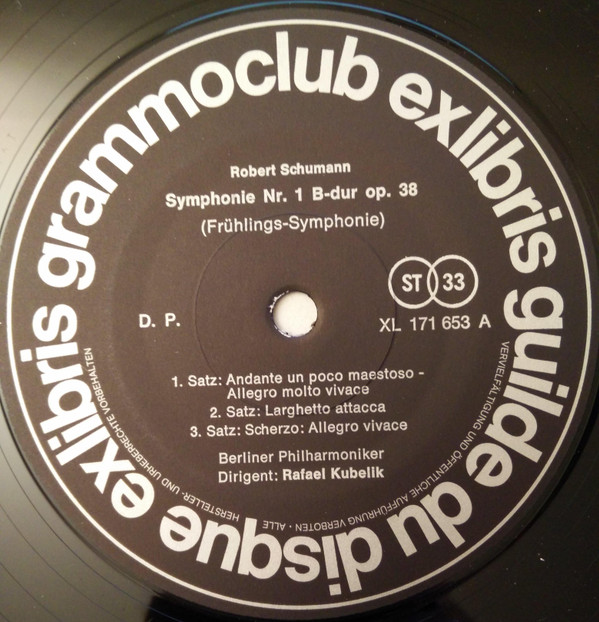 grammoclub exlibris guilde du disque exlibris
Robert Schumann
Symphonie Nr. 1 B-dur op. 38
(Frühlings-Symphonie)
ST 33
D. P.
XL 171 653 A
1. Satz: Andante un poco maestoso -
Allegro molto vivace
2. Satz: Larghetto attacca
3. Satz: Scherzo: Allegro vivace
Berliner Philharmoniker
Dirigent: Rafael Kubelik
ALLE HERSTELLER- UND URHEBERRECHTE VORBEHALTEN
VERVIELFÄLTIGUNG UND ÖFFENTLICHE AUFFÜHRUNG VERBOTEN •